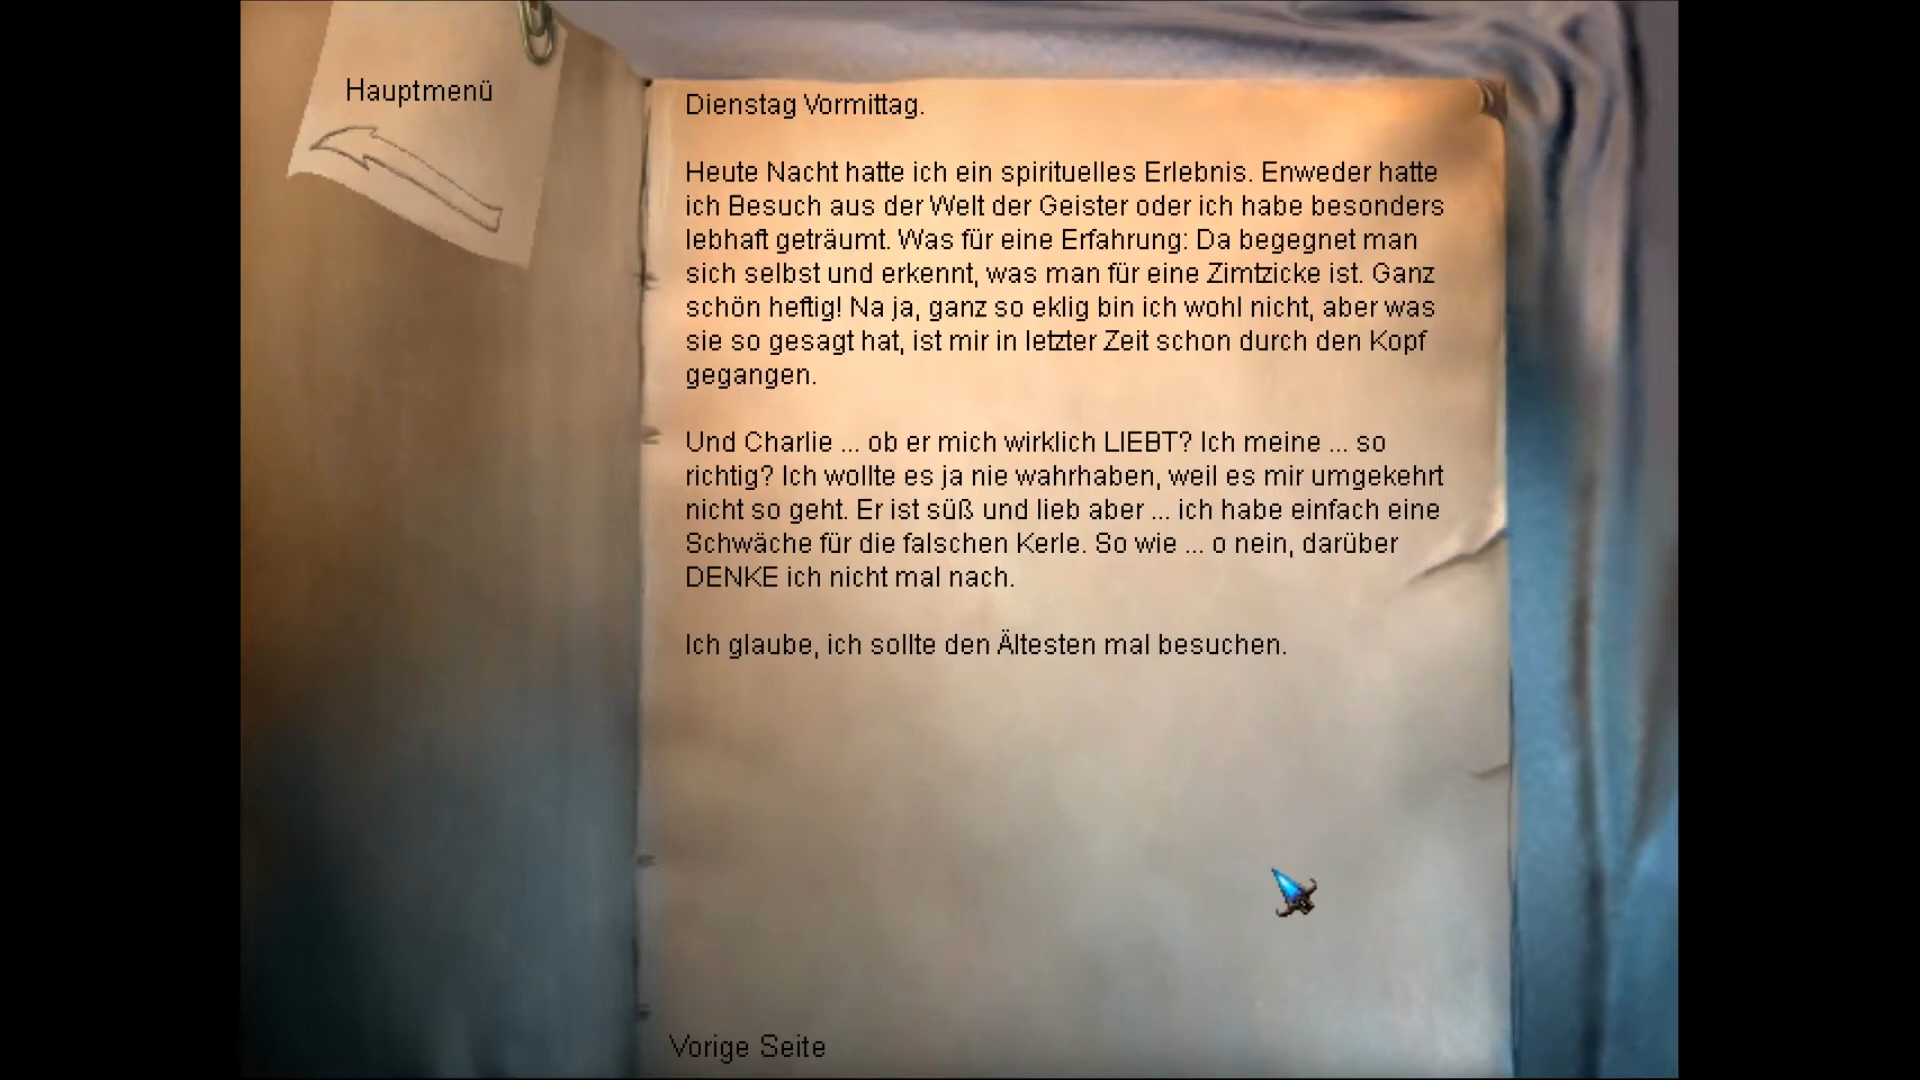 Hauptmenü
Dienstag Vormittag.
Heute Nacht hatte ich ein spirituelles Erlebnis. Enweder hatte
ich Besuch aus der Welt der Geister oder ich habe besonders
lebhaft geträumt. Was für eine Erfahrung: Da begegnet man
sich selbst und erkennt, was man für eine Zimtzicke ist. Ganz
schön heftig! Na ja, ganz so eklig bin ich wohl nicht, aber was
sie so gesagt hat, ist mir in letzter Zeit schon durch den Kopf
gegangen.
Und Charlie ... ob er mich wirklich LIEBT? Ich meine ... so
richtig? Ich wollte es ja nie wahrhaben, weil es mir umgekehrt
nicht so geht. Er ist süß und lieb aber ... ich habe einfach eine
Schwäche für die falschen Kerle. So wie ... o nein, darüber
DENKE ich nicht mal nach.
Ich glaube, ich sollte den Ältesten mal besuchen.
Vorige Seite